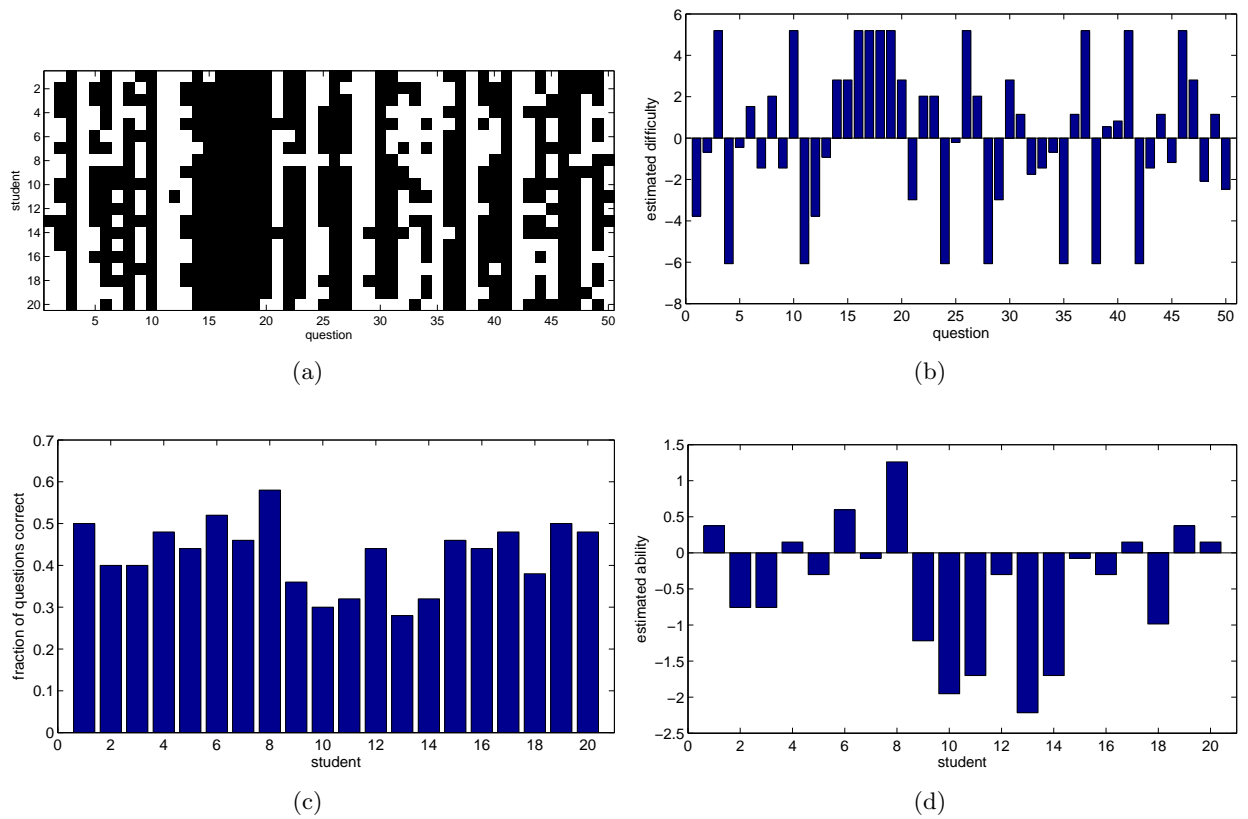 2
4
6
8
10
12
14
16
18
20
student
5 10 15 20 25 30 35 40 45 50
question
(a)
6
4
2
0
−2
−4
−6
−8
estimated difficulty
0 5 10 15 20 25 30 35 40 45 50
question
(b)
0.7
0.6
0.5
0.4
0.3
0.2
0.1
0
fraction of questions correct
0 2 4 6 8 10 12 14 16 18 20
student
(c)
1.5
1
0.5
0
−0.5
−1
−1.5
−2
−2.5
estimated ability
0 2 4 6 8 10 12 14 16 18 20
student
(d)